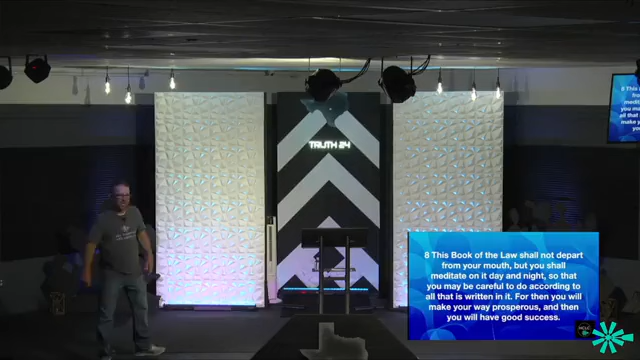 TRUTH 24
8 This Book of the Law shall not depart
from your mouth, but you shall
meditate on it day and night, so that
you may be careful to do according to
all that is written in it. For then you will
make your way prosperous, and then
you will have good success.